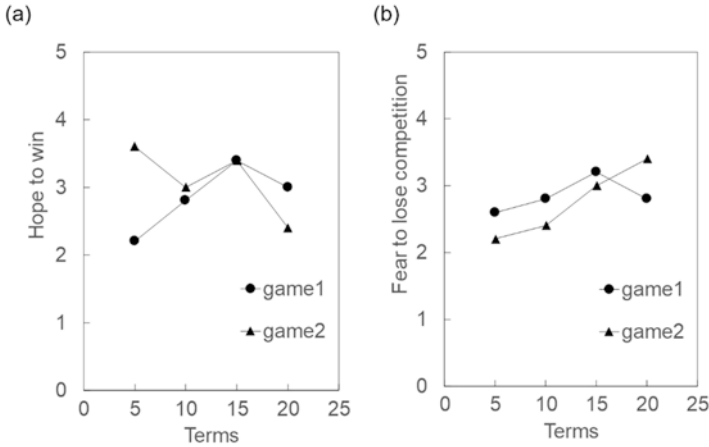 (a)
5
4
3
2
1
0
Hope to win
0 5 10 15 20 25
Terms
game1
game2
(b)
5
4
3
2
1
0
Fear to lose competition
0 5 10 15 20 25
Terms
game1
game2